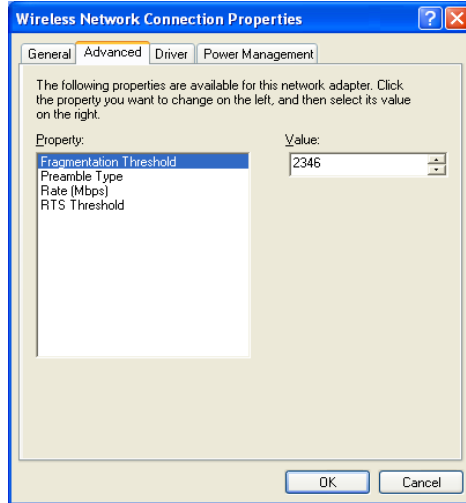 Wireless Network Connection Properties
General Advanced Driver Power Management
The following properties are available for this network adapter. Click
the property you want to change on the left, and then select its value
on the right.
Property: Value:
Fragmentation Threshold 2346
Preamble Type
Rate (Mbps)
RTS Threshold
OK Cancel